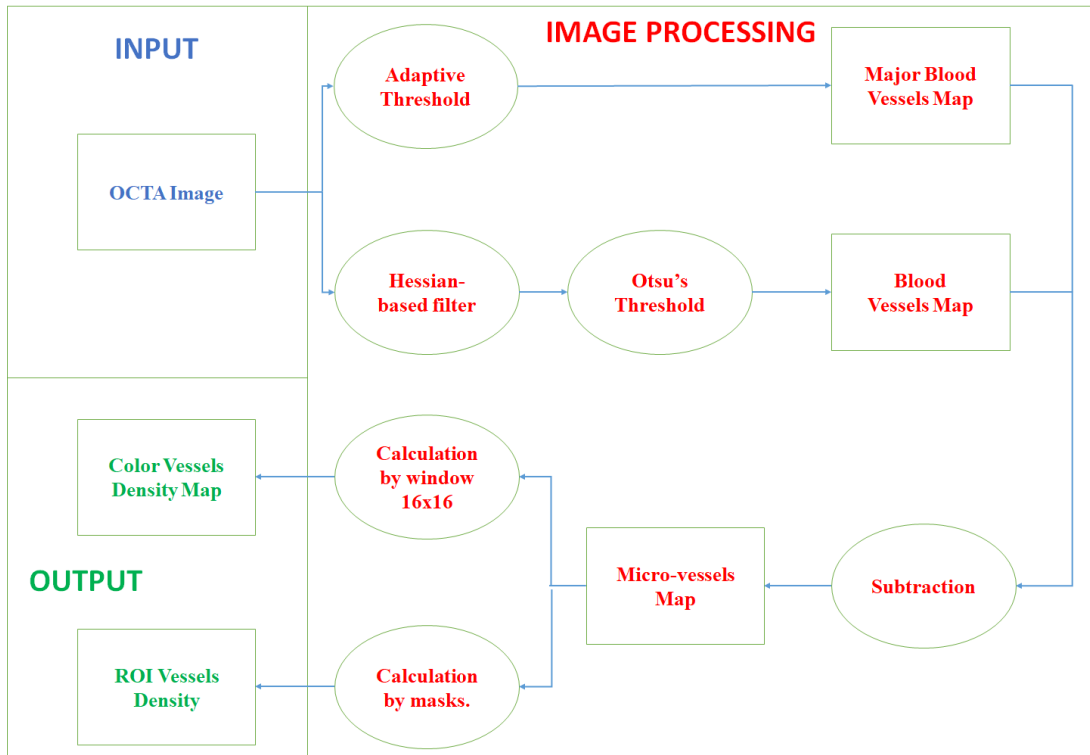 INPUT
IMAGE PROCESSING
Adaptive
Threshold
Major Blood
Vessels Map
OCTA Image
Hessian-
based filter
Otsu’s
Threshold
Blood
Vessels Map
Color Vessels
Density Map
Calculation
by window
16x16
OUTPUT
Micro-vessels
Map
Subtraction
ROI Vessels
Density
Calculation
by masks.